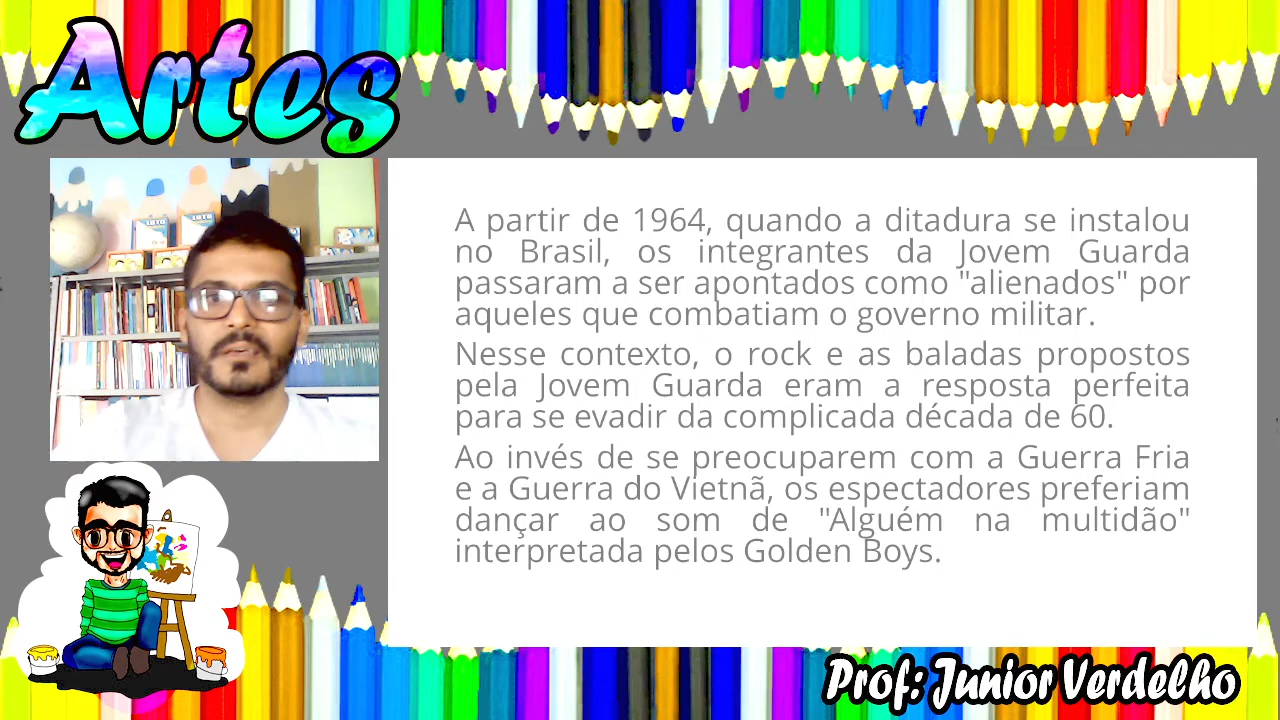 Artes
A partir de 1964, quando a ditadura se instalou
no Brasil, os integrantes da Jovem Guarda
passaram a ser apontados como "alienados" por
aqueles que combatiam o governo militar.
Nesse contexto, o rock e as baladas propostos
pela Jovem Guarda eram a resposta perfeita
para se evadir da complicada década de 60.
Ao invés de se preocuparem com a Guerra Fria
e a Guerra do Vietnã, os espectadores preferiam
dançar ao som de "Alguém na multidão"
interpretada pelos Golden Boys.
Prof: Junior Verdelho